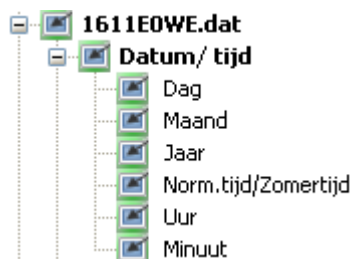 1611E0WE.dat
Datum/ tijd
Dag
Maand
Jaar
Norm.tijd/Zomertijd
Uur
Minuut